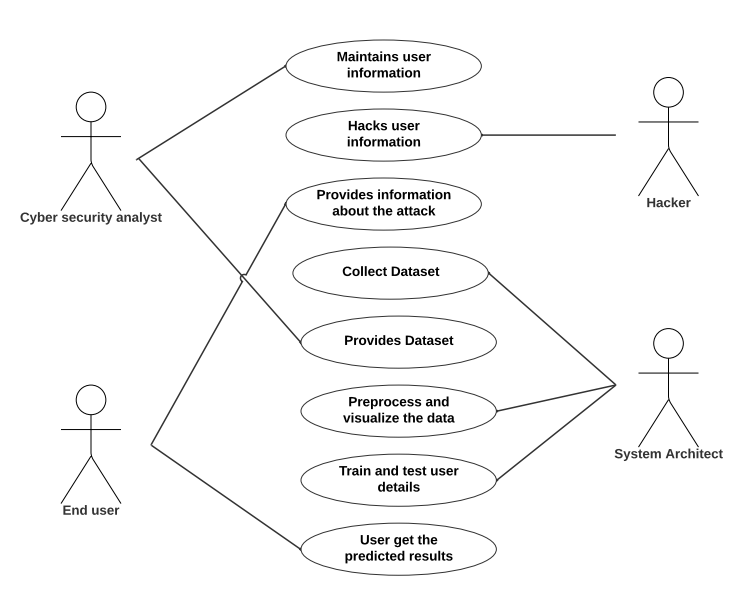 Maintains user
information
Hacks user
information
Provides information
about the attack
Collect Dataset
Provides Dataset
Preprocess and
visualize the data
Train and test user
details
User get the
predicted results
Cyber security analyst
End user
Hacker
System Architect